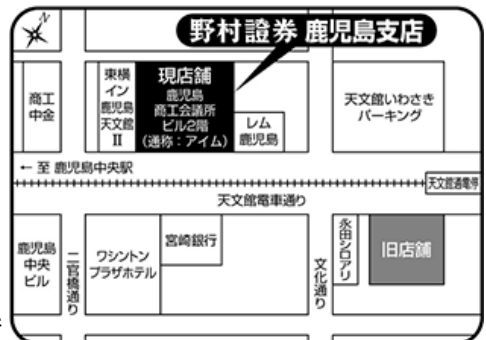 野村證券 鹿児島支店
商工
中金
東横
イン
鹿児島
天文館
II
現店舗
鹿児島
商工会議所
ビル2階
(通称：アイム)
レム
鹿児島
天文館いわさき
パーキング
← 至 鹿児島中央駅
天文館通電停
天文館電車通り
鹿児島
中央
ビル
二官橋通り
ワシントン
プラザホテル
宮崎銀行
文化通り
永田シロアリ
旧店舗